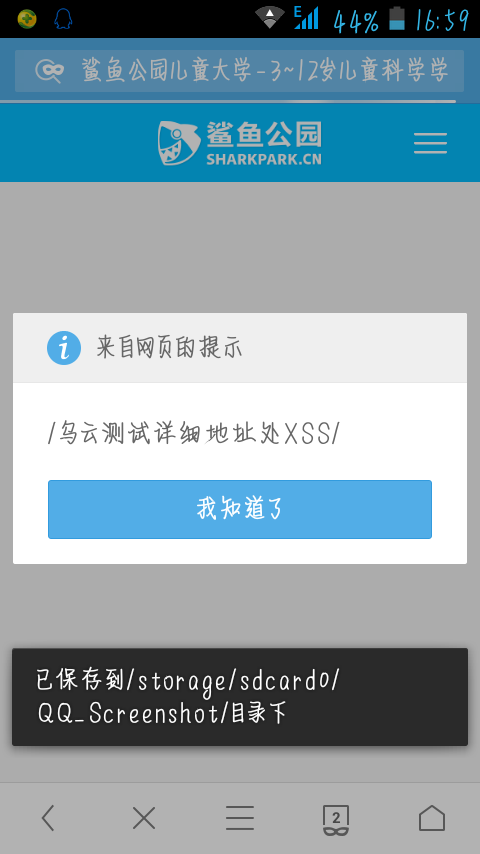 E 44% 16:59
鲨鱼公园儿童大学-3~12岁儿童科学学
鲨鱼公园
SHARKPARK.CN
来自网页的提示
/乌云测试详细地址处XSS/
我知道了
已保存到/storage/sdcard0/
QQ_Screenshot/目录下
2